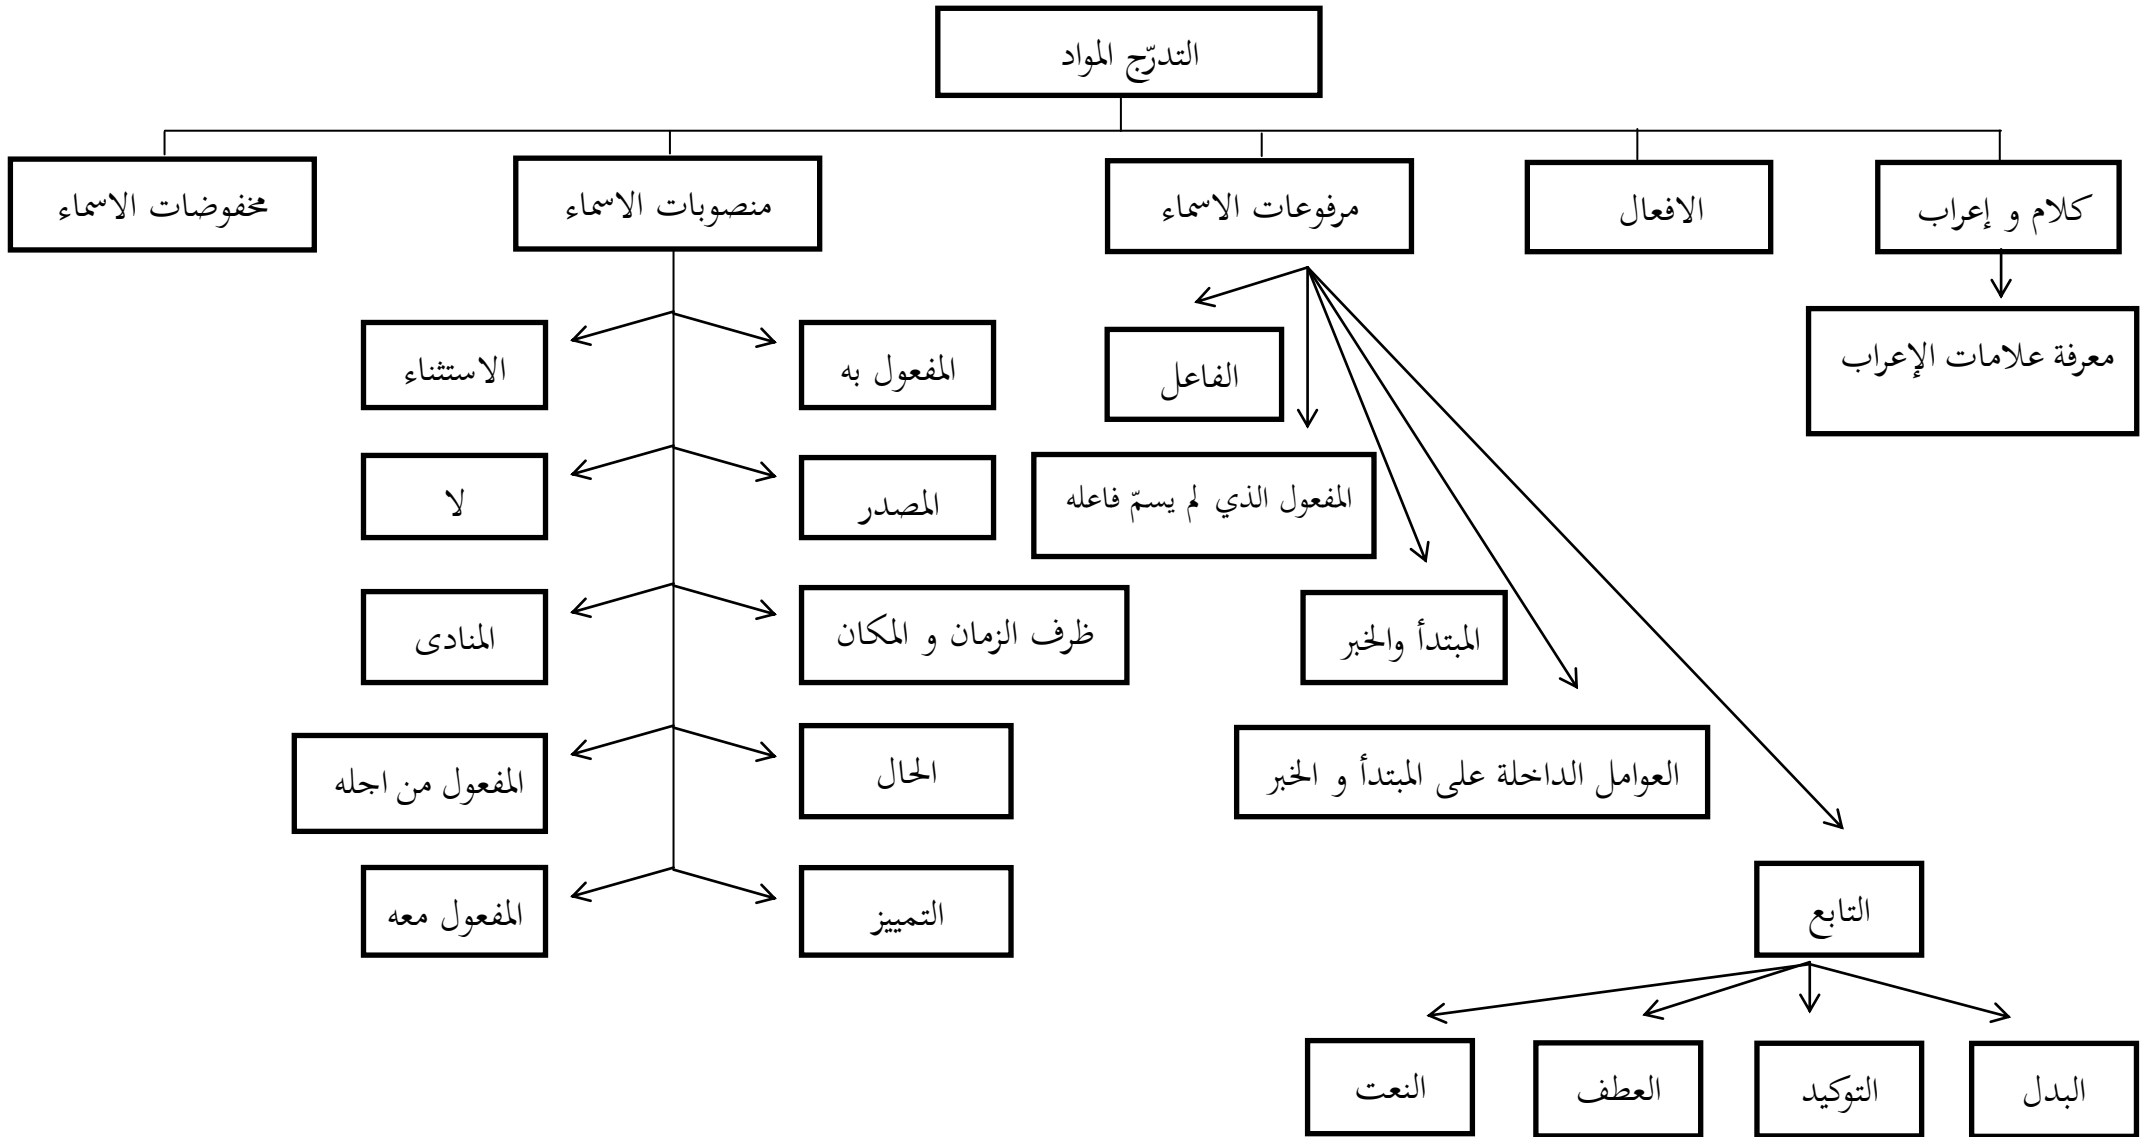 التدرّج المواد
كلام و إعراب
الافعال
مرفوعات الاسماء
منصوبات الاسماء
مخفوضات الاسماء
معرفة علامات الإعراب
الفاعل
المفعول الذي لم يسمّ فاعله
المبتدأ والخبر
العوامل الداخلة على المبتدأ و الخبر
التابع
البدل
التوكيد
العطف
النعت
المفعول به
الاستثناء
المصدر
لا
ظرف الزمان و المكان
المنادى
الحال
المفعول من اجله
التمييز
المفعول معه